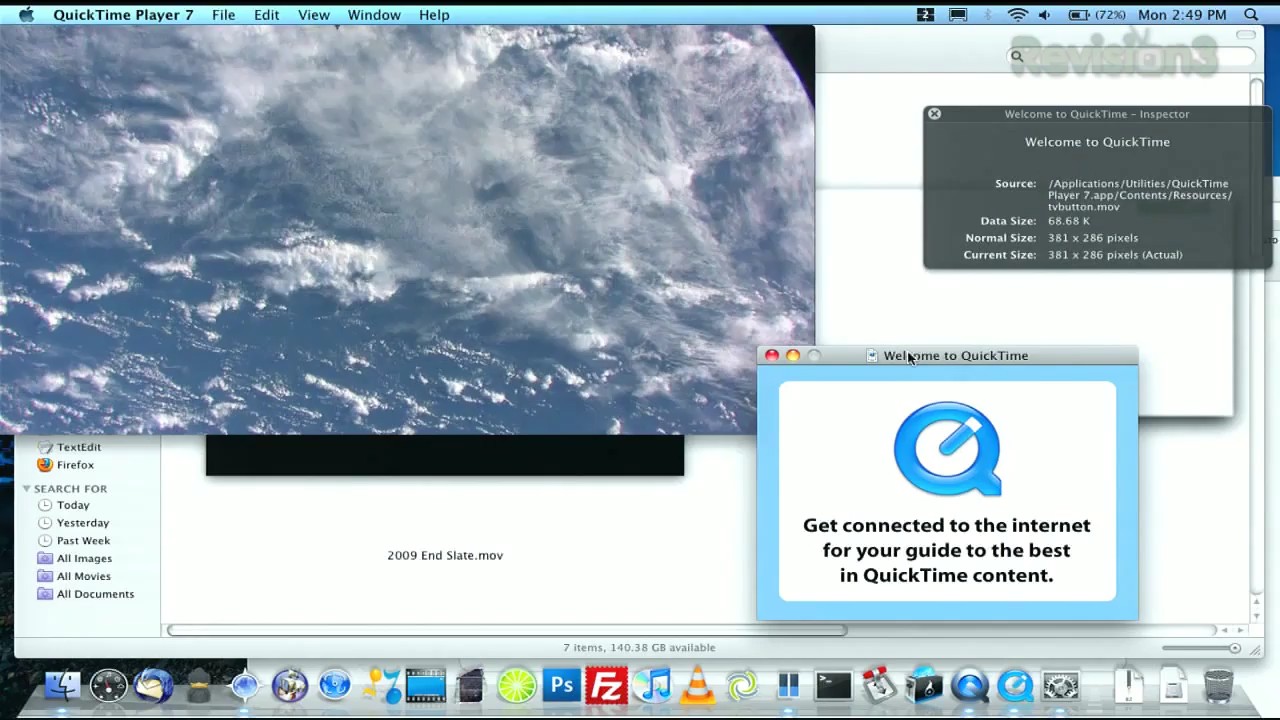 QuickTime Player 7 File Edit View Window Help
2 (72%) Mon 2:49 PM
Revision3
Welcome to QuickTime – Inspector
Welcome to QuickTime
Source: /Applications/Utilities/QuickTime
Player 7.app/Contents/Resources/
tvbutton.mov
Data Size: 68.68 K
Normal Size: 381 x 286 pixels
Current Size: 381 x 286 pixels (Actual)
Welcome to QuickTime
Get connected to the internet
for your guide to the best
in QuickTime content.
TextEdit
Firefox
SEARCH FOR
Today
Yesterday
Past Week
All Images
All Movies
All Documents
2009 End Slate.mov
7 items, 140.38 GB available
Ps
Fz